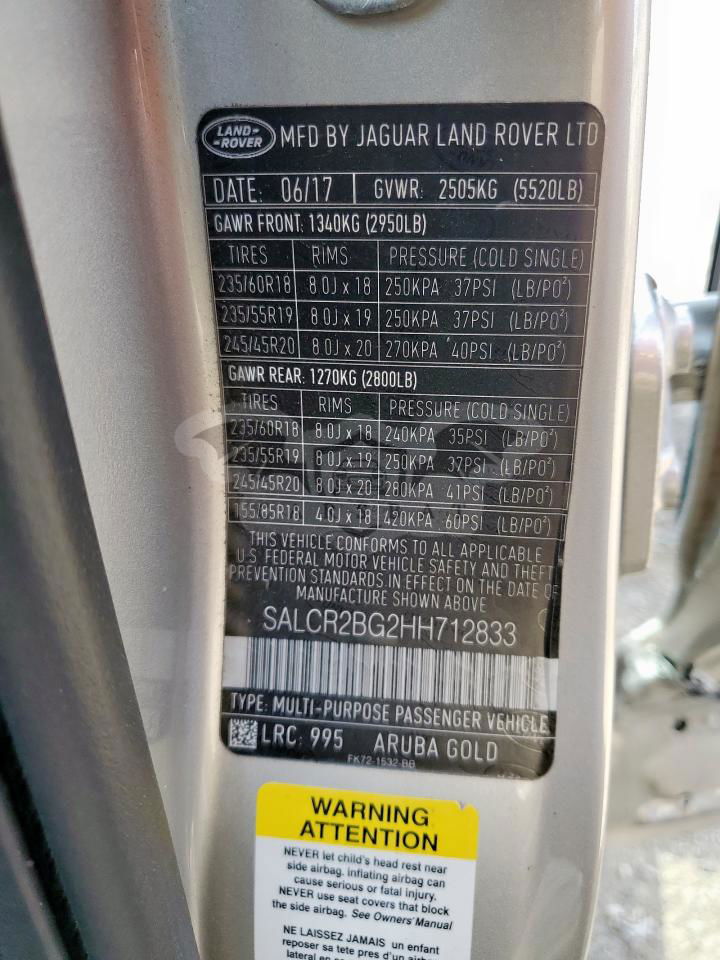 LAND-
-ROVER
MFD BY JAGUAR LAND ROVER LTD
DATE: 06/17 GVWR: 2505KG (5520LB)
GAWR FRONT: 1340KG (2950LB)
TIRES RIMS PRESSURE (COLD SINGLE)
235/60R18 8.0J x 18 250KPA 37PSI (LB/PO²)
235/55R19 8.0J x 19 250KPA 37PSI (LB/PO²)
245/45R20 8.0J x 20 270KPA 40PSI (LB/PO²)
GAWR REAR: 1270KG (2800LB)
TIRES RIMS PRESSURE (COLD SINGLE)
235/60R18 8.0J x 18 240KPA 35PSI (LB/PO²)
235/55R19 8.0J x 19 250KPA 37PSI (LB/PO²)
245/45R20 8.0J x 20 280KPA 41PSI (LB/PO²)
155/85R18 4.0J x 18 420KPA 60PSI (LB/PO²)
THIS VEHICLE CONFORMS TO ALL APPLICABLE
U.S. FEDERAL MOTOR VEHICLE SAFETY AND THEFT
PREVENTION STANDARDS IN EFFECT ON THE DATE OF
MANUFACTURE SHOWN ABOVE
SALCR2BG2HH712833
TYPE: MULTI-PURPOSE PASSENGER VEHICLE
LRC: 995 ARUBA GOLD
FK72-1532-BB
WARNING
ATTENTION
NEVER let child's head rest near
side airbag. inflating airbag can
cause serious or fatal injury.
NEVER use seat covers that block
the side airbag. See Owners' Manual
NE LAISSEZ JAMAIS un enfant
reposer sa tete pres d'un airbag
lateral en